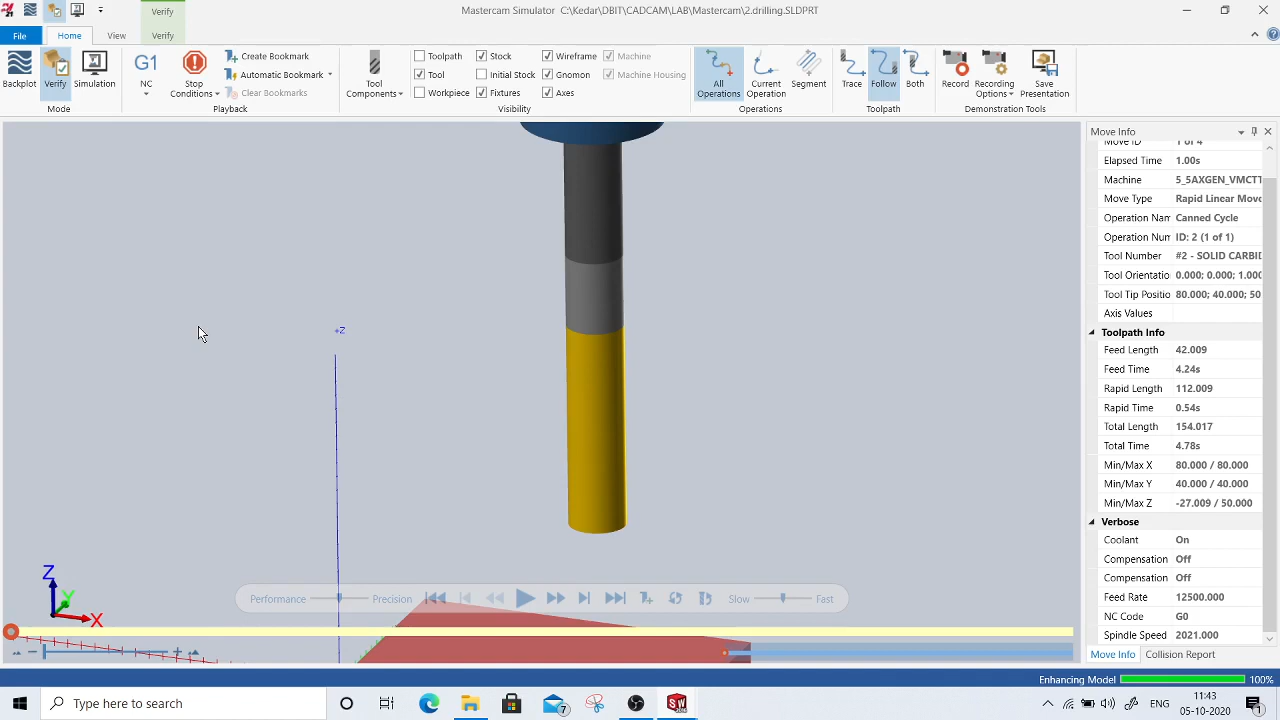 Verify
Mastercam Simulator C:\Kedar\DBIT\CADCAM\LAB\Mastercam\2.drilling.SLDPRT
File
Home
View
Verify
Backplot
Verify
Simulation
Mode
G1
NC
Stop Conditions
Create Bookmark
Automatic Bookmark
Clear Bookmarks
Playback
Tool Components
Toolpath
Stock
Wireframe
Machine
Tool
Initial Stock
Gnomon
Machine Housing
Workpiece
Fixtures
Axes
Visibility
All Operations
Current Operation
Segment
Operations
Trace
Follow
Both
Toolpath
Record
Recording Options
Save Presentation
Demonstration Tools
+Z
Z
Y
X
Performance
Precision
Slow
Fast
Move Info
Move ID 1 of 4
Elapsed Time 1.00s
Machine 5_5AXGEN_VMCTT
Move Type Rapid Linear Move
Operation Nam Canned Cycle
Operation Num ID: 2 (1 of 1)
Tool Number #2 - SOLID CARBID
Tool Orientatio 0.000; 0.000; 1.000
Tool Tip Positio 80.000; 40.000; 50
Axis Values
Toolpath Info
Feed Length 42.009
Feed Time 4.24s
Rapid Length 112.009
Rapid Time 0.54s
Total Length 154.017
Total Time 4.78s
Min/Max X 80.000 / 80.000
Min/Max Y 40.000 / 40.000
Min/Max Z -27.009 / 50.000
Verbose
Coolant On
Compensation Off
Compensation Off
Feed Rate 12500.000
NC Code G0
Spindle Speed 2021.000
Move Info
Collision Report
Enhancing Model 100%
Type here to search
7
ENG
11:43
05-10-2020
1